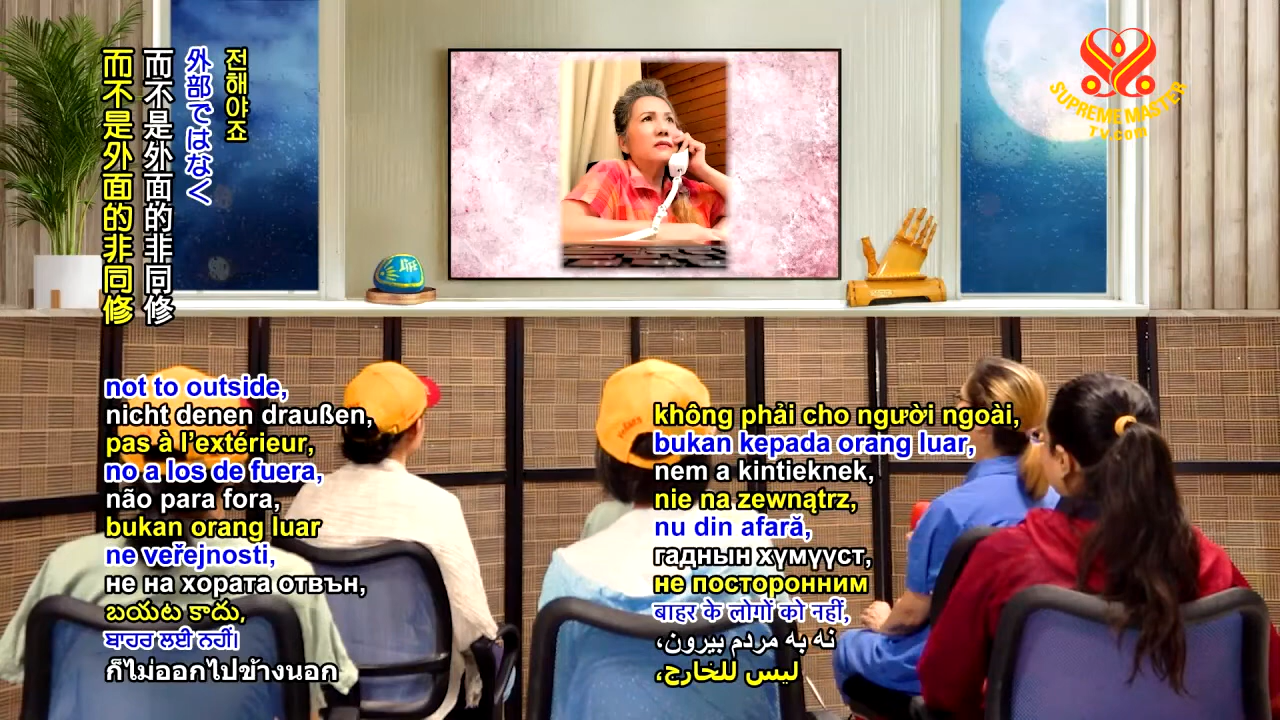 전해야죠
外部ではなく
而不是外面的非同修
而不是外面的非同修
SUPREME MASTER
TV.com
not to outside,
nicht denen draußen,
pas à l'extérieur,
no a los de fuera,
não para fora,
bukan orang luar
ne veřejnosti,
не на хората отвън,
బయట కాదు,
ਬਾਹਰ ਲਈ ਨਹੀਂ।
ก็ไม่ออกไปข้างนอก
không phải cho người ngoài,
bukan kepada orang luar,
nem a kintieknek,
nie na zewnątrz,
nu din afară,
гаднын хүмүүст,
не посторонним
बाहर के लोगों को नहीं,
نه به مردم بیرون،
ليس للخارج،